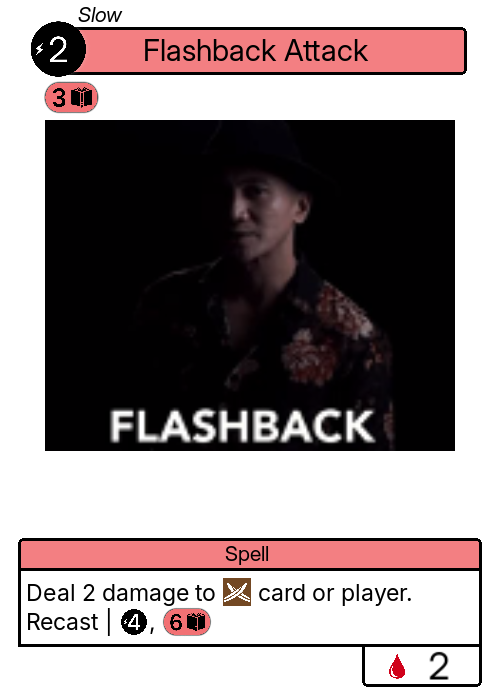 Slow
2 Flashback Attack
3
FLASHBACK
Spell
Deal 2 damage to card or player.
Recast | 4, 6
2